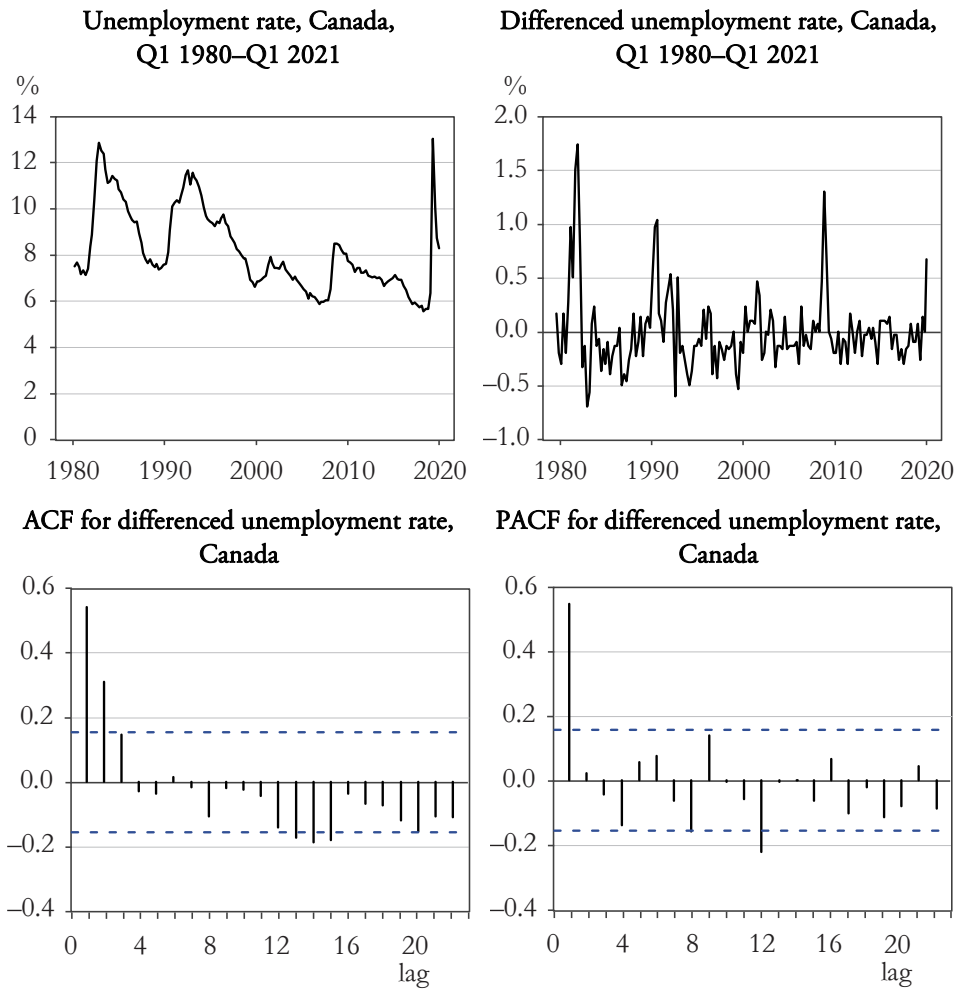 Unemployment rate, Canada,
Q1 1980–Q1 2021
%
14
12
10
8
6
4
2
0
1980 1990 2000 2010 2020
Differenced unemployment rate, Canada,
Q1 1980–Q1 2021
%
2.0
1.5
1.0
0.5
0.0
–0.5
–1.0
1980 1990 2000 2010 2020
ACF for differenced unemployment rate,
Canada
0.6
0.4
0.2
0.0
–0.2
–0.4
0 4 8 12 16 20
lag
PACF for differenced unemployment rate,
Canada
0.6
0.4
0.2
0.0
–0.2
–0.4
0 4 8 12 16 20
lag